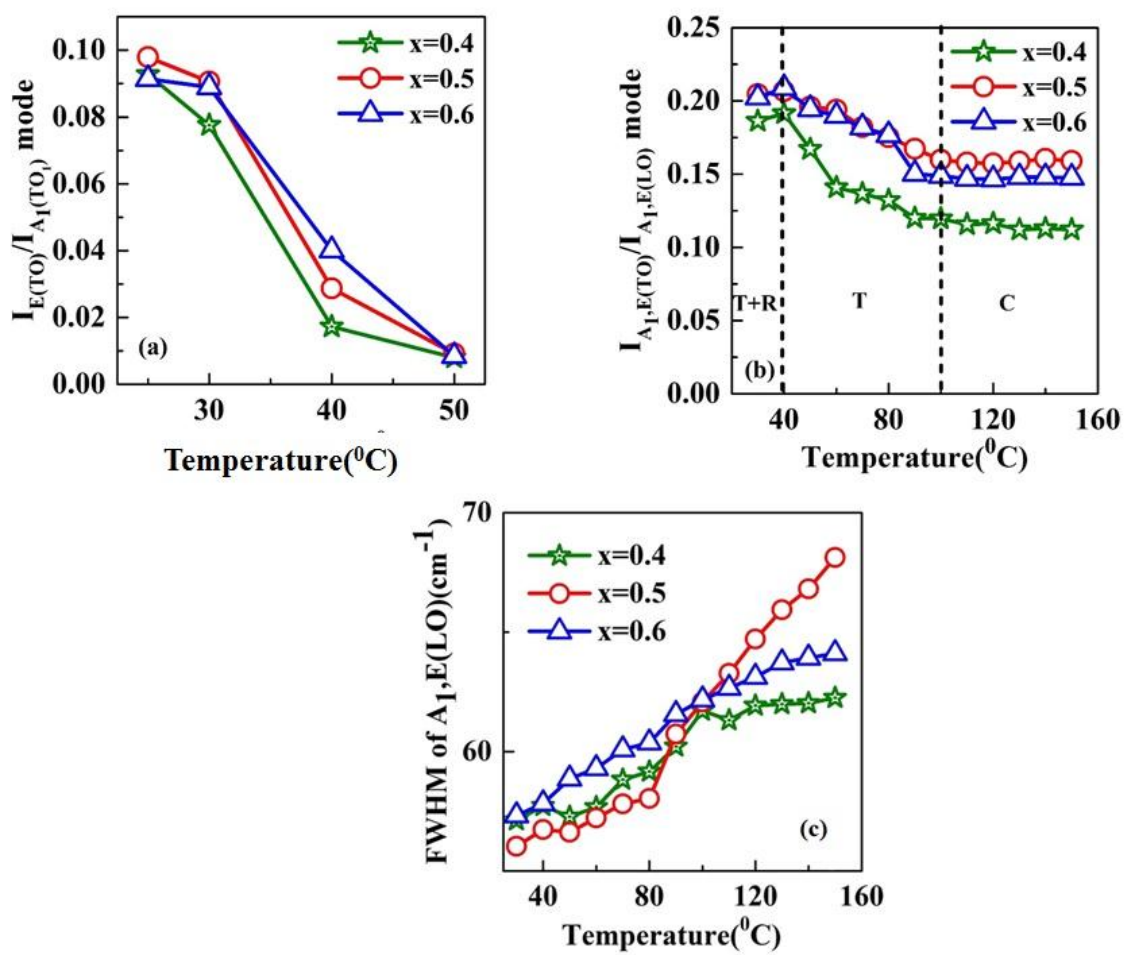 I_E(TO)/I_A1(TO1) mode
0.10
0.08
0.06
0.04
0.02
0.00
x=0.4
x=0.5
x=0.6
(a)
30 40 50
Temperature(⁰C)
I_A1,E(TO)/I_A1,E(LO) mode
0.25
0.20
0.15
0.10
0.05
0.00
x=0.4
x=0.5
x=0.6
T+R T C
(b)
40 80 120 160
Temperature(⁰C)
FWHM of A₁,E(LO)(cm⁻¹)
70
60
x=0.4
x=0.5
x=0.6
(c)
40 80 120 160
Temperature(⁰C)